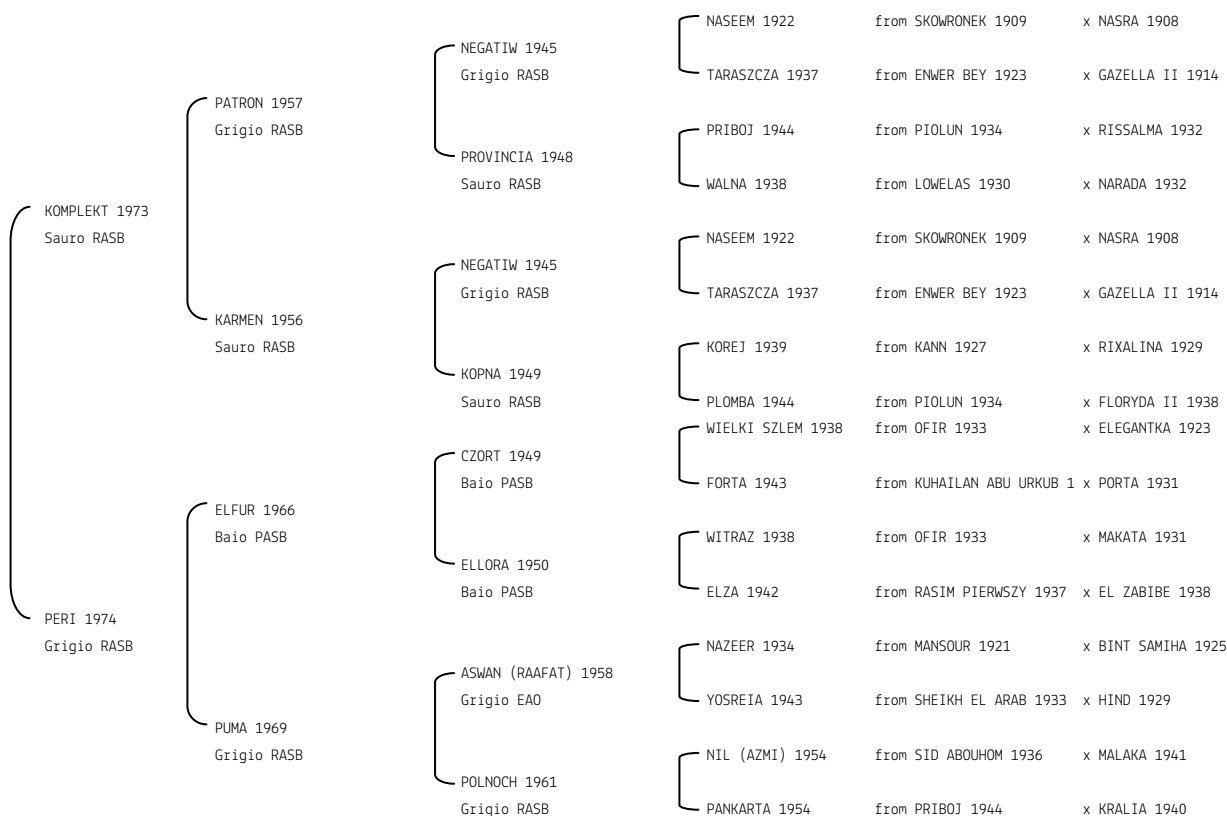 NASEEM 1922 from SKOWRONEK 1909 x NASRA 1908
NEGATIW 1945
Grigio RASB TARASZCZA 1937 from ENWER BEY 1923 x GAZELLA II 1914
PATRON 1957
Grigio RASB PRIBOJ 1944 from PIOLUN 1934 x RISSALMA 1932
PROVINCIA 1948
Sauro RASB WALNA 1938 from LOWELAS 1930 x NARADA 1932
KOMPLEKT 1973
Sauro RASB NASEEM 1922 from SKOWRONEK 1909 x NASRA 1908
NEGATIW 1945
Grigio RASB TARASZCZA 1937 from ENWER BEY 1923 x GAZELLA II 1914
KARMEN 1956
Sauro RASB KOREJ 1939 from KANN 1927 x RIXALINA 1929
KOPNA 1949
Sauro RASB PLOMBA 1944 from PIOLUN 1934 x FLORYDA II 1938
WIELKI SZLEM 1938 from OFIR 1933 x ELEGANTKA 1923
CZORT 1949
Baio PASB FORTA 1943 from KUHAILAN ABU URKUB 1 x PORTA 1931
ELFUR 1966
Baio PASB WITRAZ 1938 from OFIR 1933 x MAKATA 1931
ELLORA 1950
Baio PASB ELZA 1942 from RASIM PIERWSZY 1937 x EL ZABIBE 1938
PERI 1974
Grigio RASB NAZEER 1934 from MANSOUR 1921 x BINT SAMIHA 1925
ASWAN (RAAFAT) 1958
Grigio EAO YOSREIA 1943 from SHEIKH EL ARAB 1933 x HIND 1929
PUMA 1969
Grigio RASB NIL (AZMI) 1954 from SID ABOUHOM 1936 x MALAKA 1941
POLNOCH 1961
Grigio RASB PANKARTA 1954 from PRIBOJ 1944 x KRALIA 1940